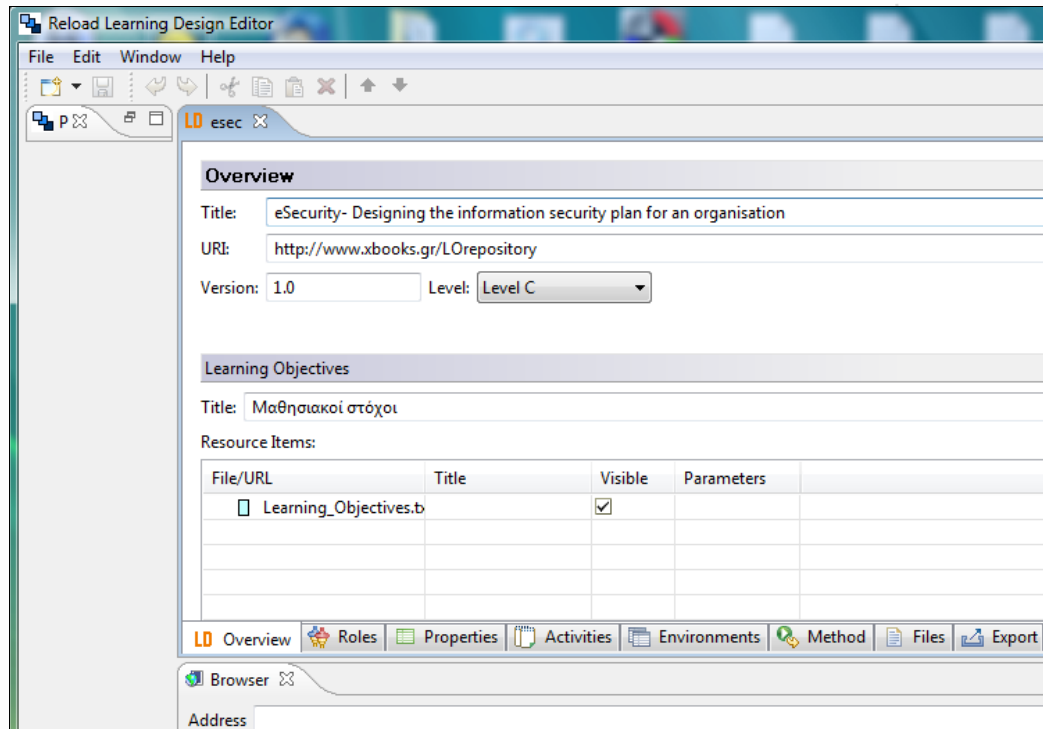 Reload Learning Design Editor
File Edit Window Help
P LD esec
Overview
Title: eSecurity- Designing the information security plan for an organisation
URI: http://www.xbooks.gr/LOrepository
Version: 1.0 Level: Level C
Learning Objectives
Title: Μαθησιακοί στόχοι
Resource Items:
File/URL Title Visible Parameters
Learning_Objectives.tx
LD Overview Roles Properties Activities Environments Method Files Export
Browser
Address